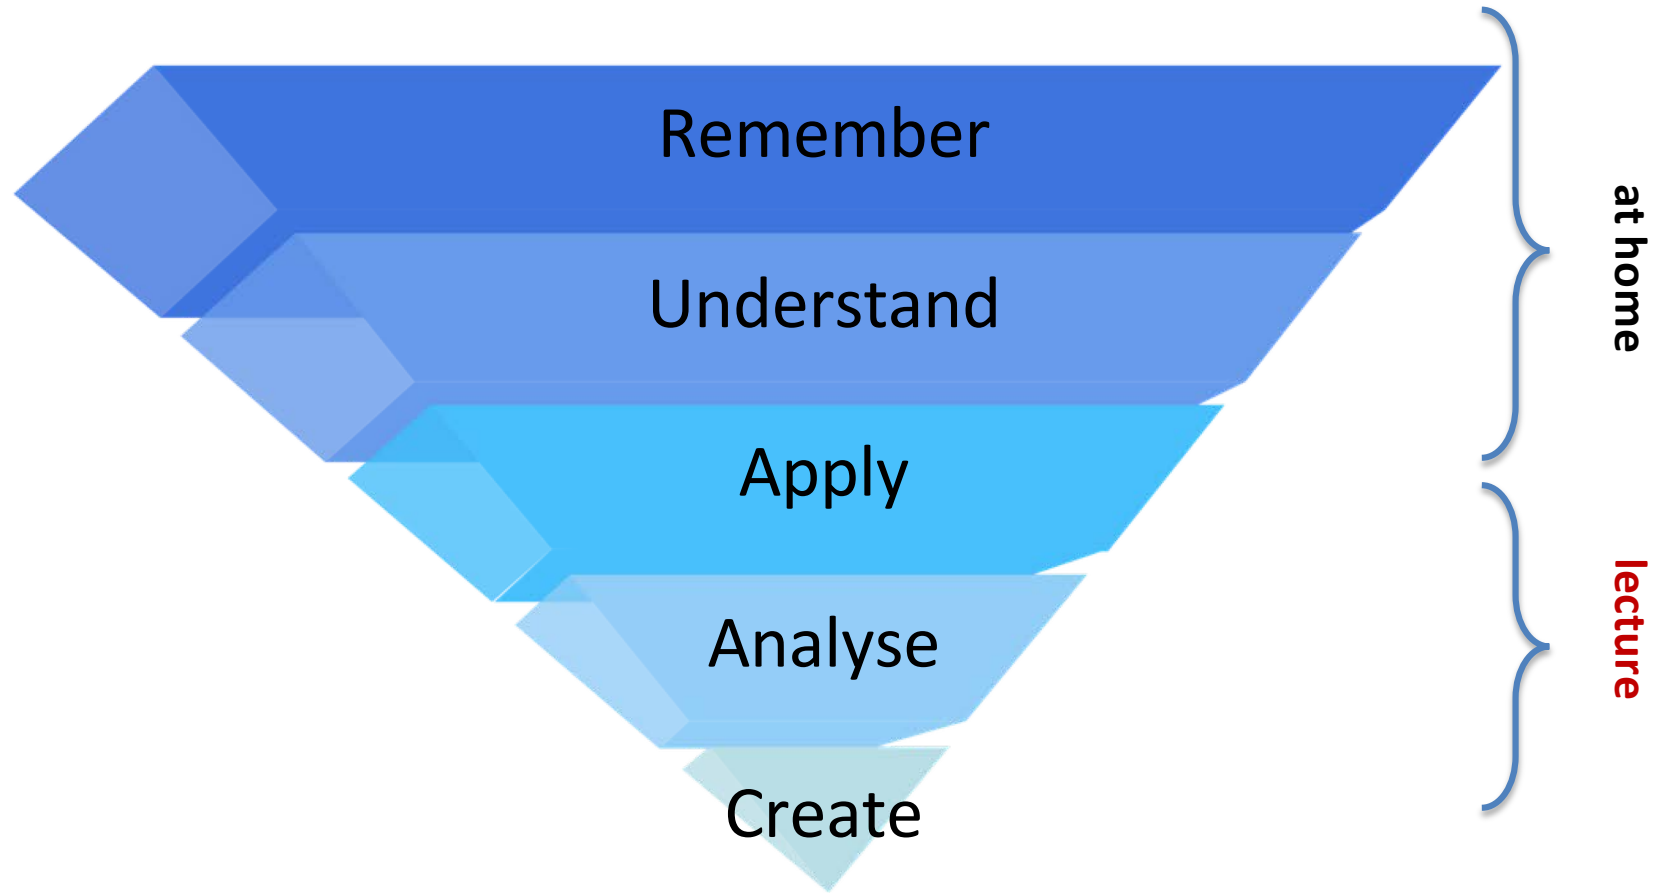 Remember
Understand
Apply
Analyse
Create
at home
lecture